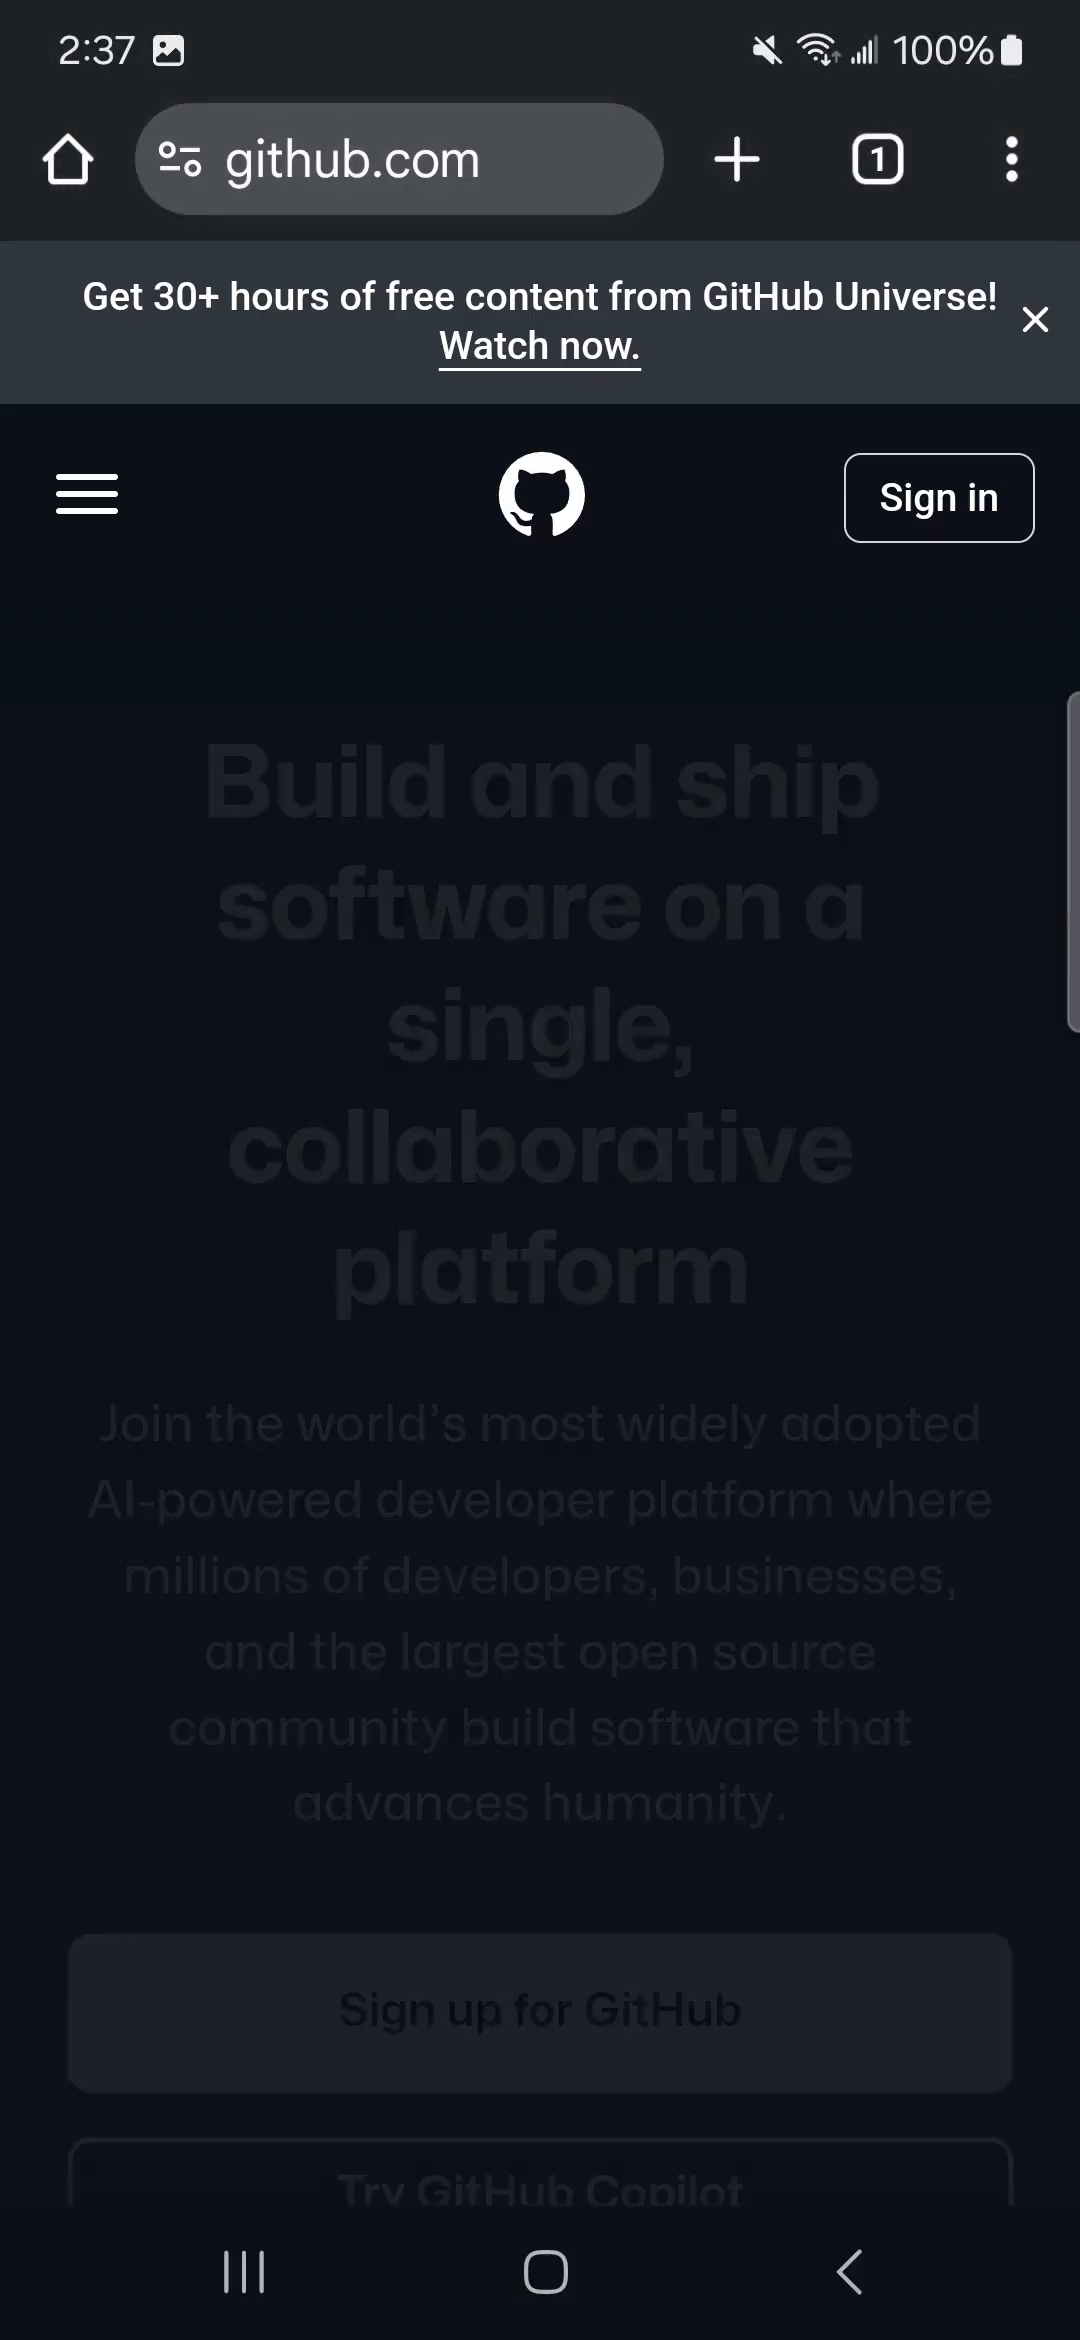 2:37
100%
github.com
1
Get 30+ hours of free content from GitHub Universe!
Watch now.
Sign in
Build and ship
software on a
single,
collaborative
platform
Join the world’s most widely adopted
AI-powered developer platform where
millions of developers, businesses,
and the largest open source
community build software that
advances humanity.
Sign up for GitHub
Try GitHub Copilot